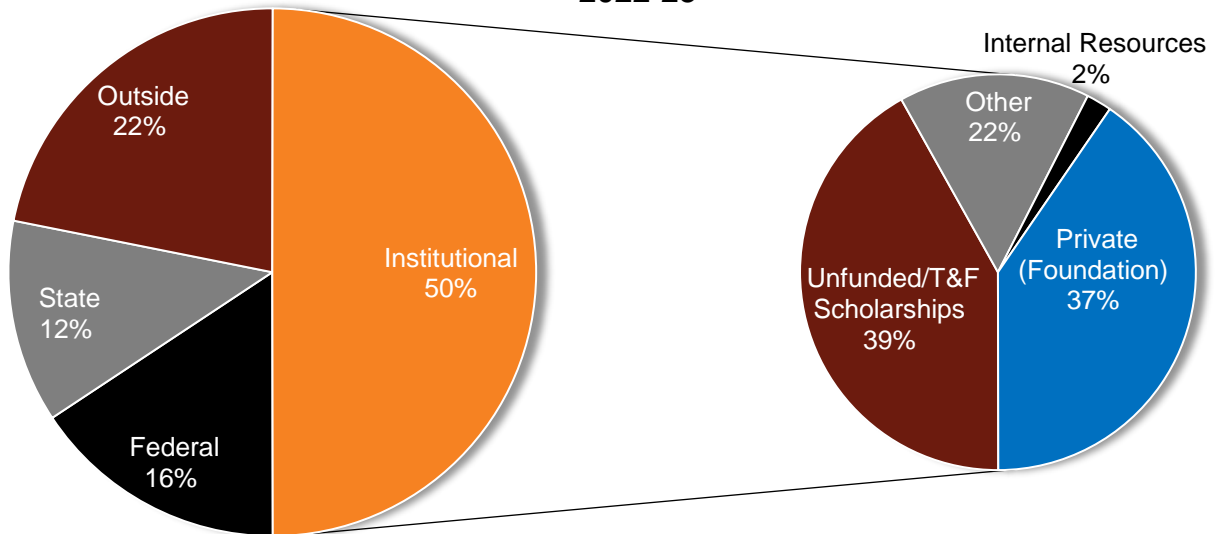 Outside
22%
Institutional
50%
State
12%
Federal
16%
Internal Resources
2%
Other
22%
Private
(Foundation)
37%
Unfunded/T&F
Scholarships
39%